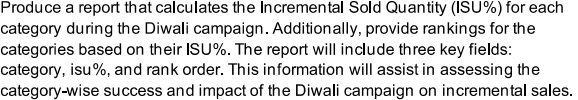 Produce a report that calculates the Incremental Sold Quantity (ISU%) for each
category during the Diwali campaign. Additionally, provide rankings for the
categories based on their ISU%. The report will include three key fields:
category, isu%, and rank order. This information will assist in assessing the
category-wise success and impact of the Diwali campaign on incremental sales.